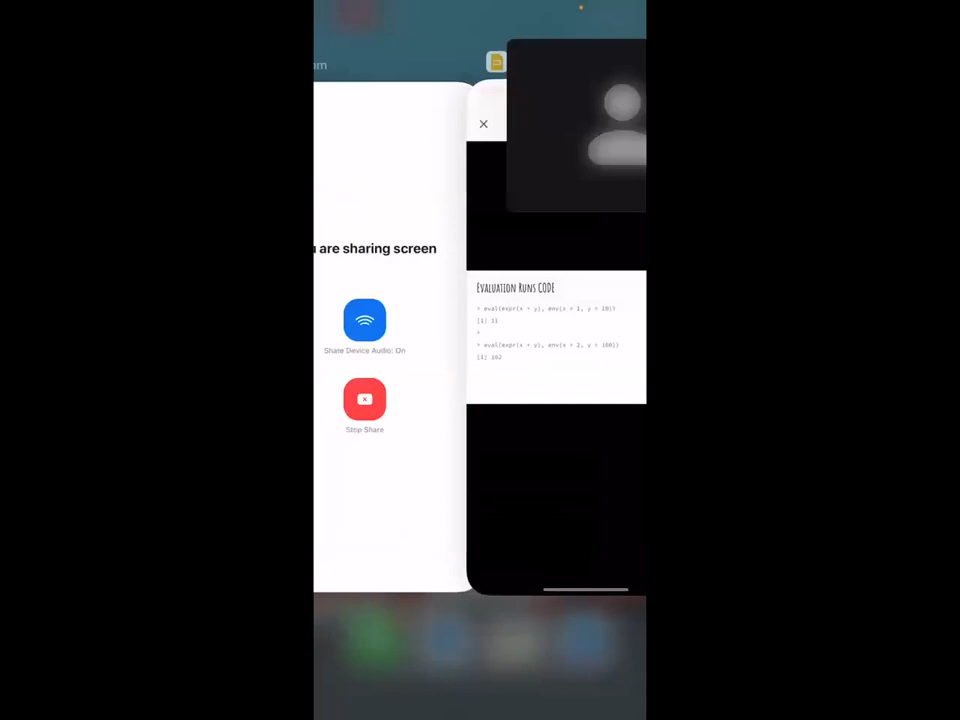 om
u are sharing screen
Share Device Audio: On
Stop Share
Evaluation Runs CODE
> eval(expr(x + y), env(x = 1, y = 10))
[1] 11
>
> eval(expr(x + y), env(x = 2, y = 100))
[1] 102